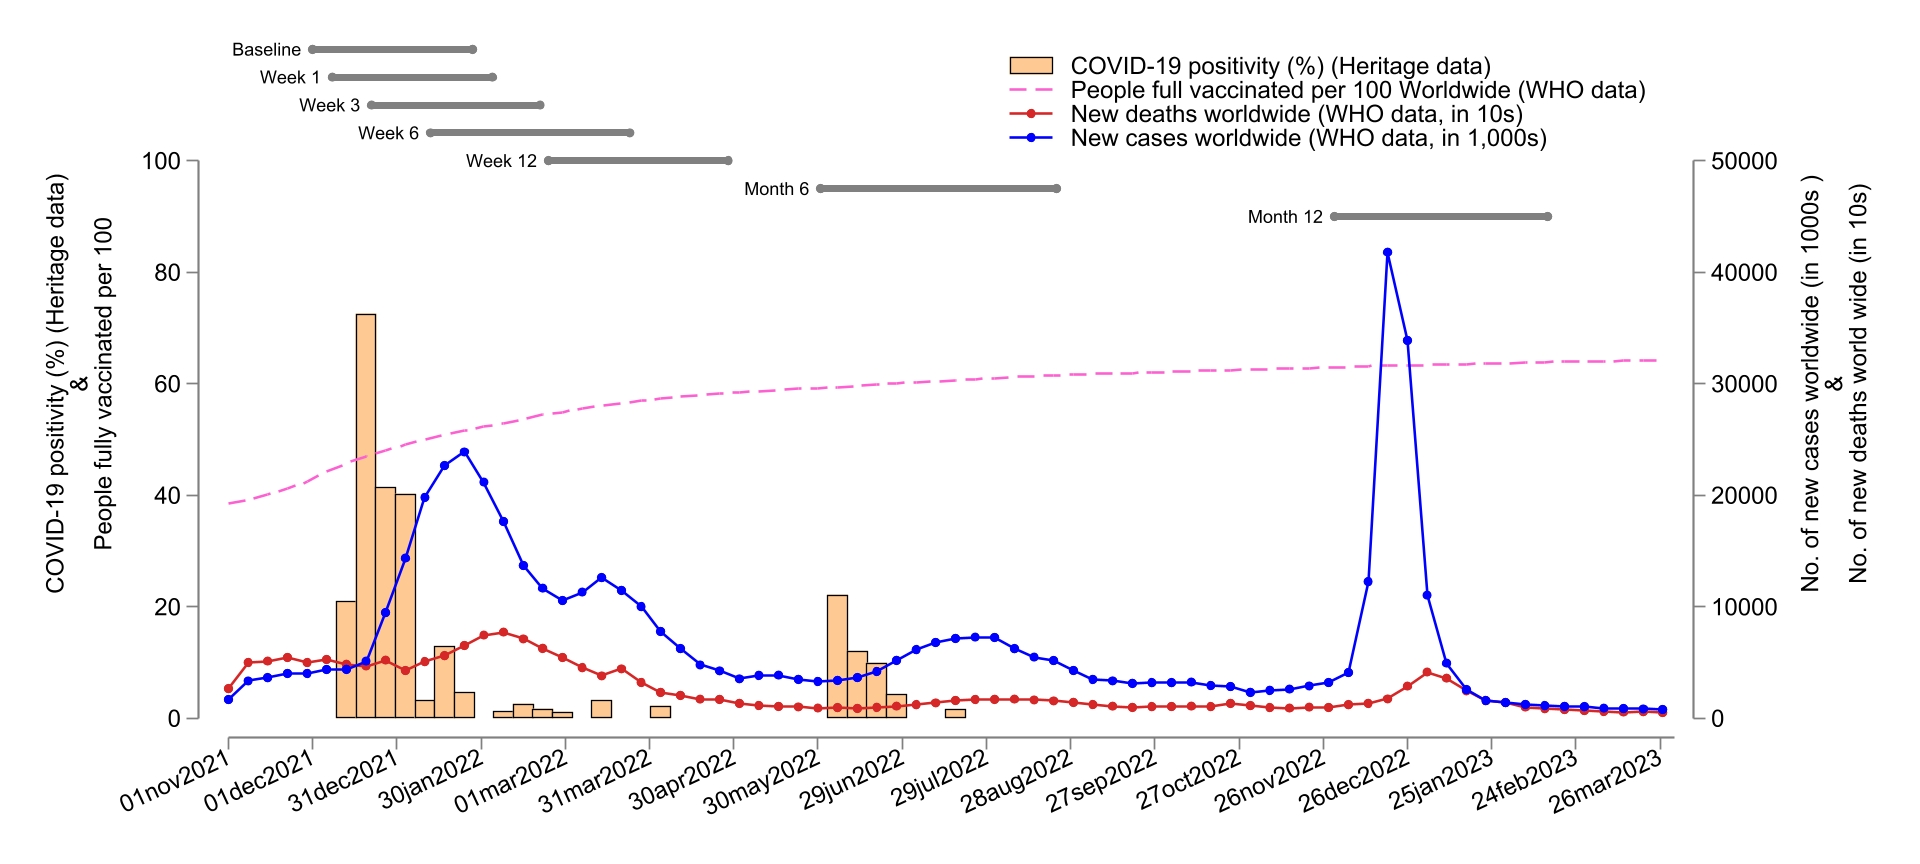 Baseline
Week 1
Week 3
Week 6
Week 12
Month 6
Month 12
COVID-19 positivity (%) (Heritage data)
People full vaccinated per 100 Worldwide (WHO data)
New deaths worldwide (WHO data, in 10s)
New cases worldwide (WHO data, in 1,000s)
COVID-19 positivity (%) (Heritage data)
&
People fully vaccinated per 100
100
80
60
40
20
0
50000
40000
30000
20000
10000
0
No. of new cases worldwide (in 1000s )
&
No. of new deaths world wide (in 10s)
01nov2021
01dec2021
31dec2021
30jan2022
01mar2022
31mar2022
30apr2022
30may2022
29jun2022
29jul2022
28aug2022
27sep2022
27oct2022
26nov2022
26dec2022
25jan2023
24feb2023
26mar2023